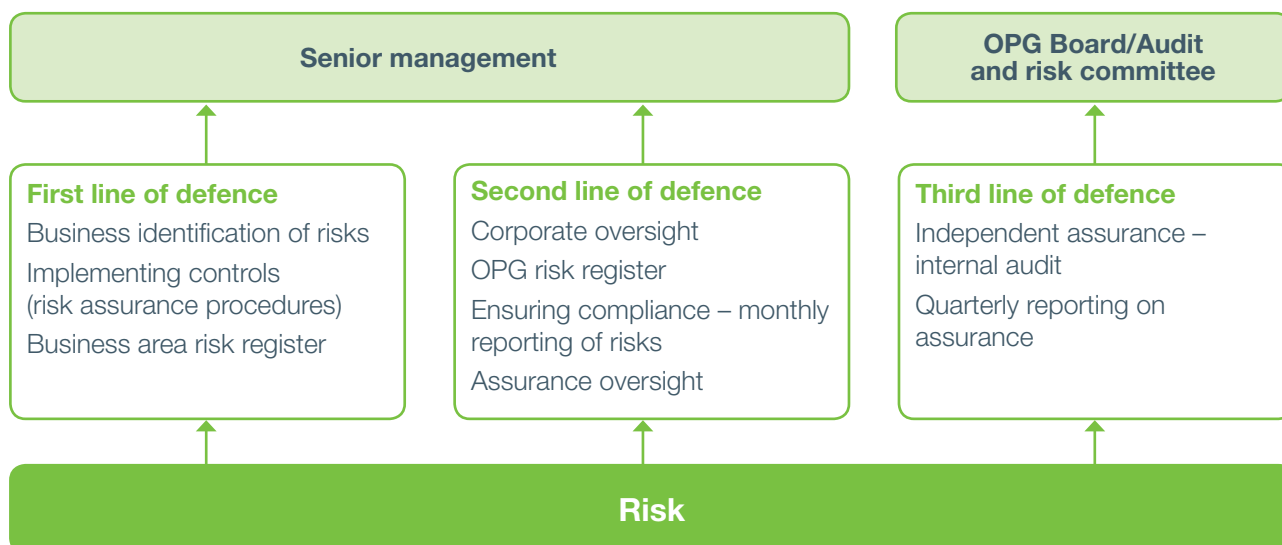 Senior management
OPG Board/Audit
and risk committee
First line of defence
Business identification of risks
Implementing controls
(risk assurance procedures)
Business area risk register
Second line of defence
Corporate oversight
OPG risk register
Ensuring compliance – monthly
reporting of risks
Assurance oversight
Third line of defence
Independent assurance –
internal audit
Quarterly reporting on
assurance
Risk